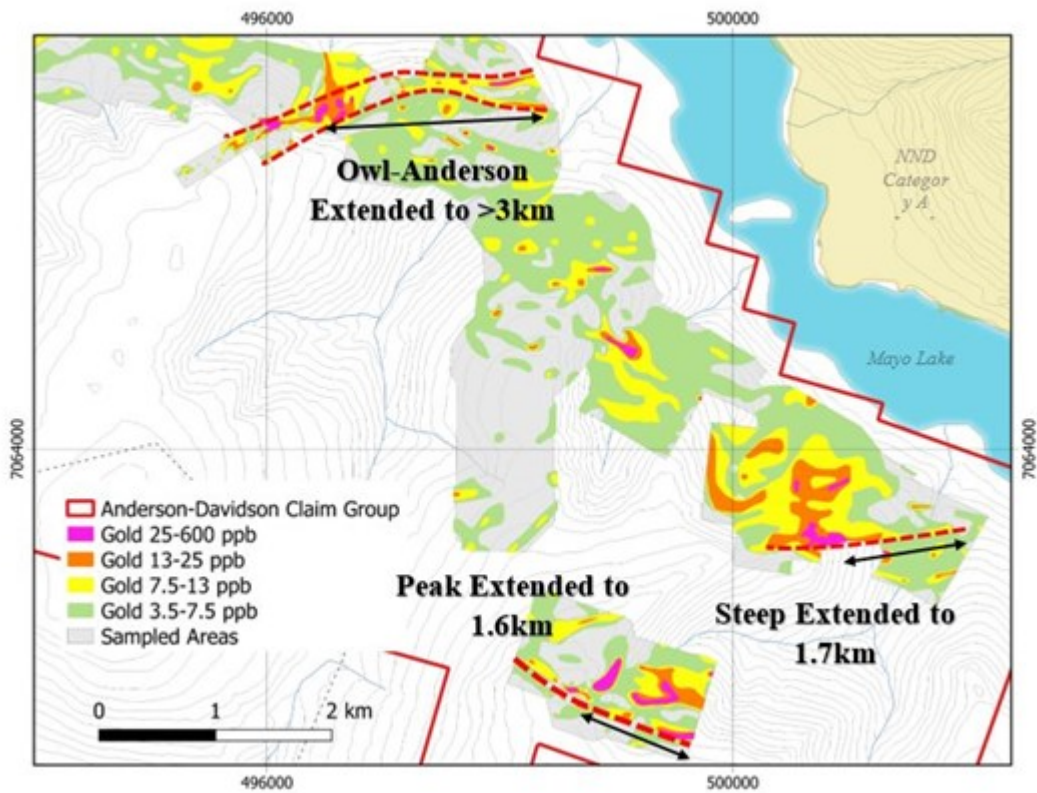 496000
500000
NND
Categor
y A
Owl-Anderson
Extended to >3km
Mayo Lake
7064000
7064000
Anderson-Davidson Claim Group
Gold 25-600 ppb
Gold 13-25 ppb
Gold 7.5-13 ppb
Gold 3.5-7.5 ppb
Sampled Areas
Peak Extended to
1.6km
Steep Extended to
1.7km
0 1 2 km
496000
500000